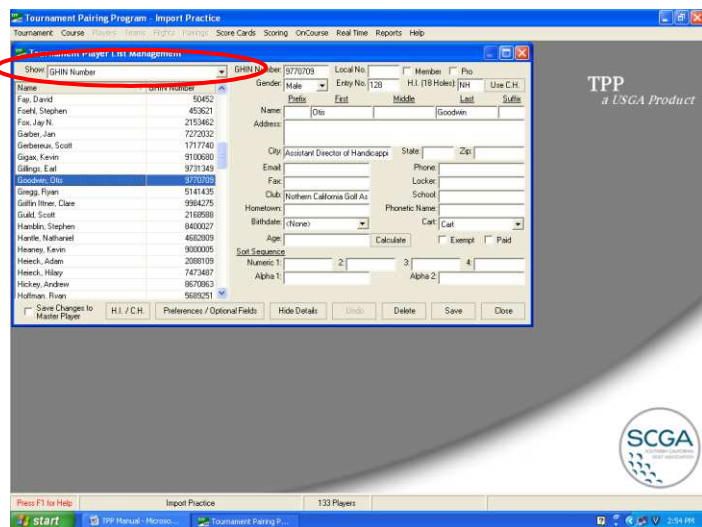 Tournament Pairing Program - Import Practice
Tournament Course Players Teams Flights Pairings Score Cards Scoring OnCourse Real Time Reports Help
Tournament Player List Management
Show: GHIN Number
GHIN Number: 9770709 Local No. Member Pro
Gender: Male Entry No. 128 H.I. (18 Holes): NH Use C.H.
Name GHIN Number
Fay, David 50452
Foehl, Stephen 453621
Fox, Jay N. 2153462
Garber, Jan 7272032
Gerbereux, Scott 1717740
Gigax, Kevin 9100680
Gillings, Earl 9731349
Goodwin, Otis 9770709
Gregg, Ryan 5141435
Griffin Ittner, Clare 9984275
Guild, Scott 2168588
Hamblin, Stephen 8400027
Hantle, Nathaniel 4682809
Heaney, Kevin 9000005
Heieck, Adam 2088109
Heieck, Hilary 7473487
Hickey, Andrew 8670863
Hoffman, Ryan 5689251
Prefix First Middle Last Suffix
Name: Otis Goodwin
Address:
City: Assistant Director of Handicappi State: Zip:
Email: Phone:
Fax: Locker:
Club: Nothern California Golf As School:
Hometown: Phonetic Name:
Birthdate: (None) Cart: Cart
Age: Calculate Exempt Paid
Sort Sequence
Numeric 1: 2: 3: 4:
Alpha 1: Alpha 2:
Save Changes to Master Player
H.I. / C.H. Preferences / Optional Fields Hide Details Undo Delete Save Close
TPP
a USGA Product
SCGA
SOUTHERN CALIFORNIA
GOLF ASSOCIATION
Press F1 for Help Import Practice 133 Players
start TPP Manual - Microso... Tournament Pairing P... V 2:54 PM